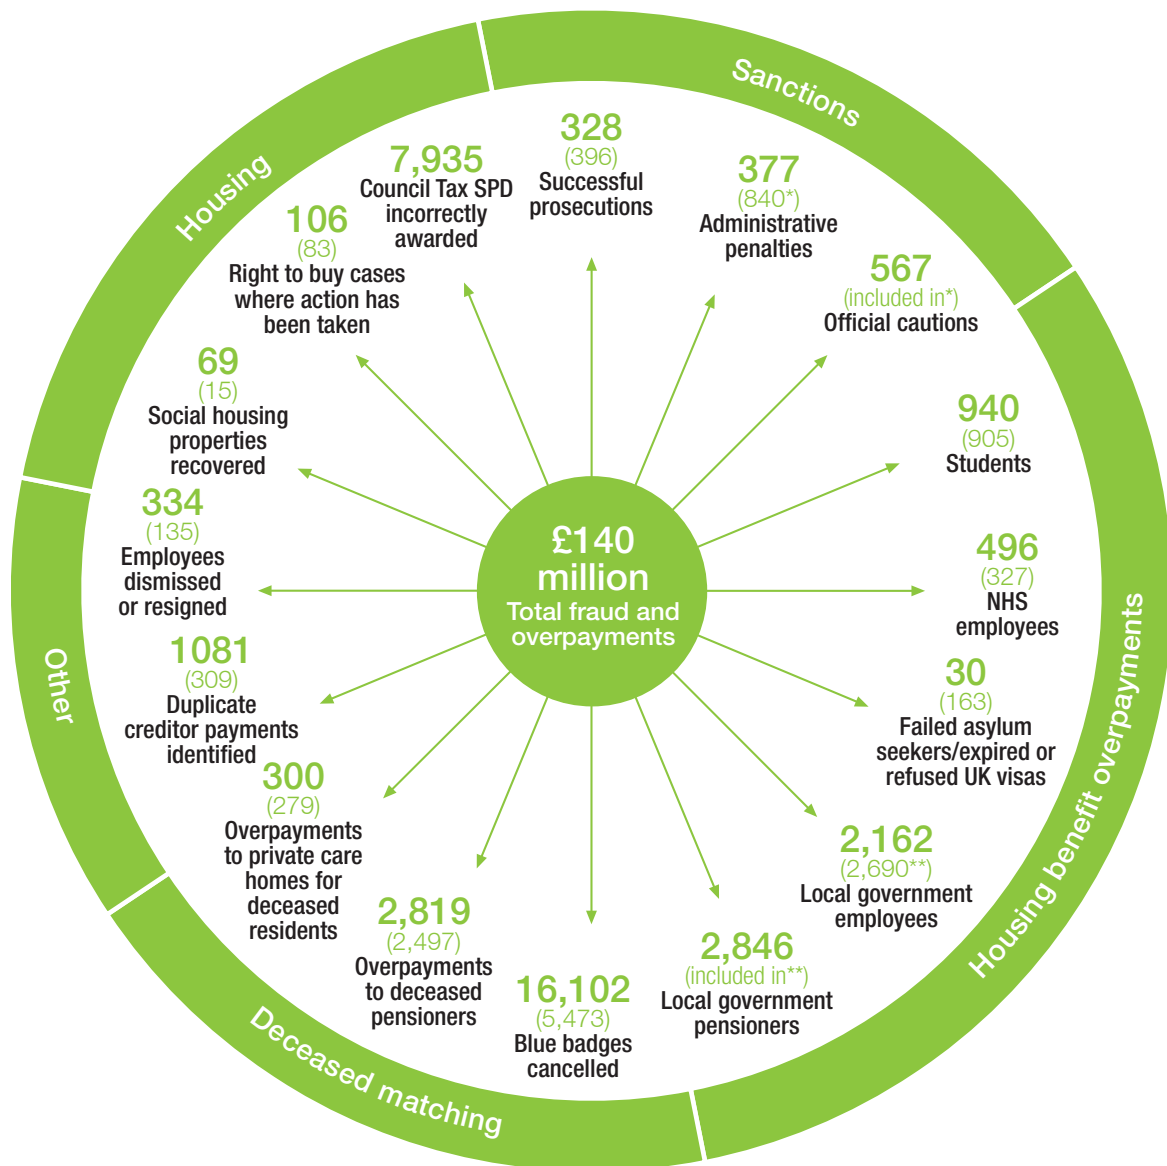 Sanctions
328
(396)
Successful
prosecutions
377
(840*)
Administrative
penalties
567
(included in*)
Official cautions
Housing benefit overpayments
940
(905)
Students
496
(327)
NHS
employees
30
(163)
Failed asylum
seekers/expired or
refused UK visas
2,162
(2,690**)
Local government
employees
2,846
(included in**)
Local government
pensioners
Deceased matching
16,102
(5,473)
Blue badges
cancelled
2,819
(2,497)
Overpayments
to deceased
pensioners
300
(279)
Overpayments
to private care
homes for
deceased
residents
Other
1081
(309)
Duplicate
creditor payments
identified
334
(135)
Employees
dismissed
or resigned
Housing
69
(15)
Social housing
properties
recovered
106
(83)
Right to buy cases
where action has
been taken
7,935
Council Tax SPD
incorrectly
awarded
£140
million
Total fraud and
overpayments